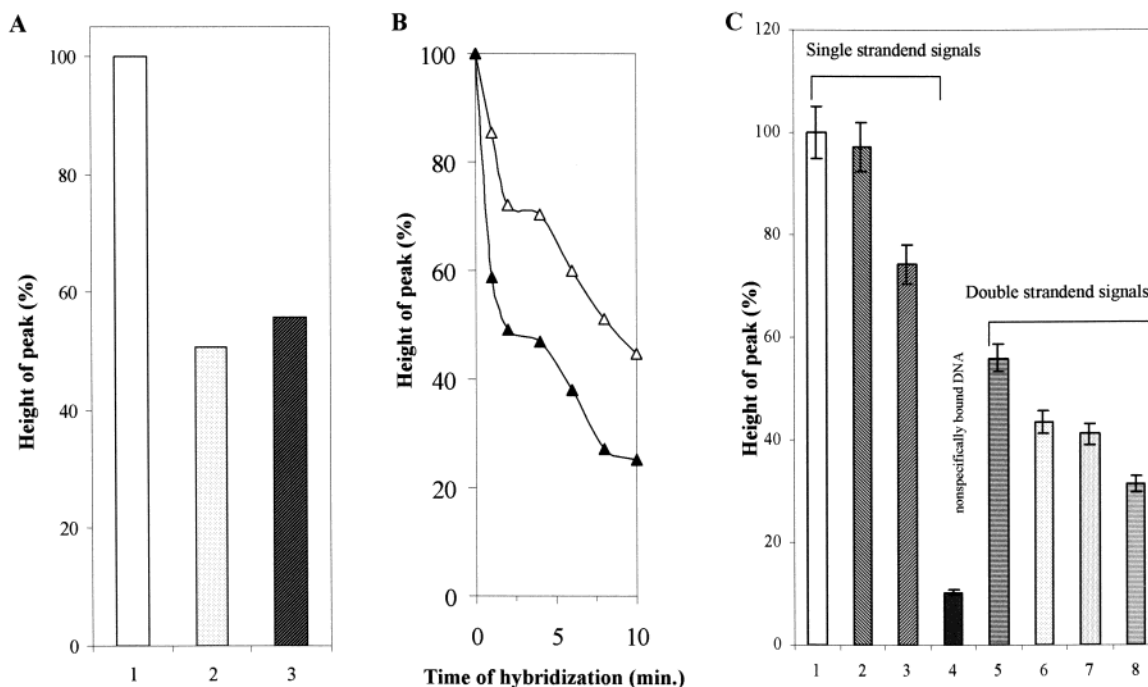 A
100
80
60
40
20
0
Height of peak (%)
1 2 3
B
100
80
60
40
20
0
Height of peak (%)
0 5 10
Time of hybridization (min.)
C
120
100
80
60
40
20
0
Height of peak (%)
Single strandend signals
Double strandend signals
nonspecifically bound DNA
1 2 3 4 5 6 7 8